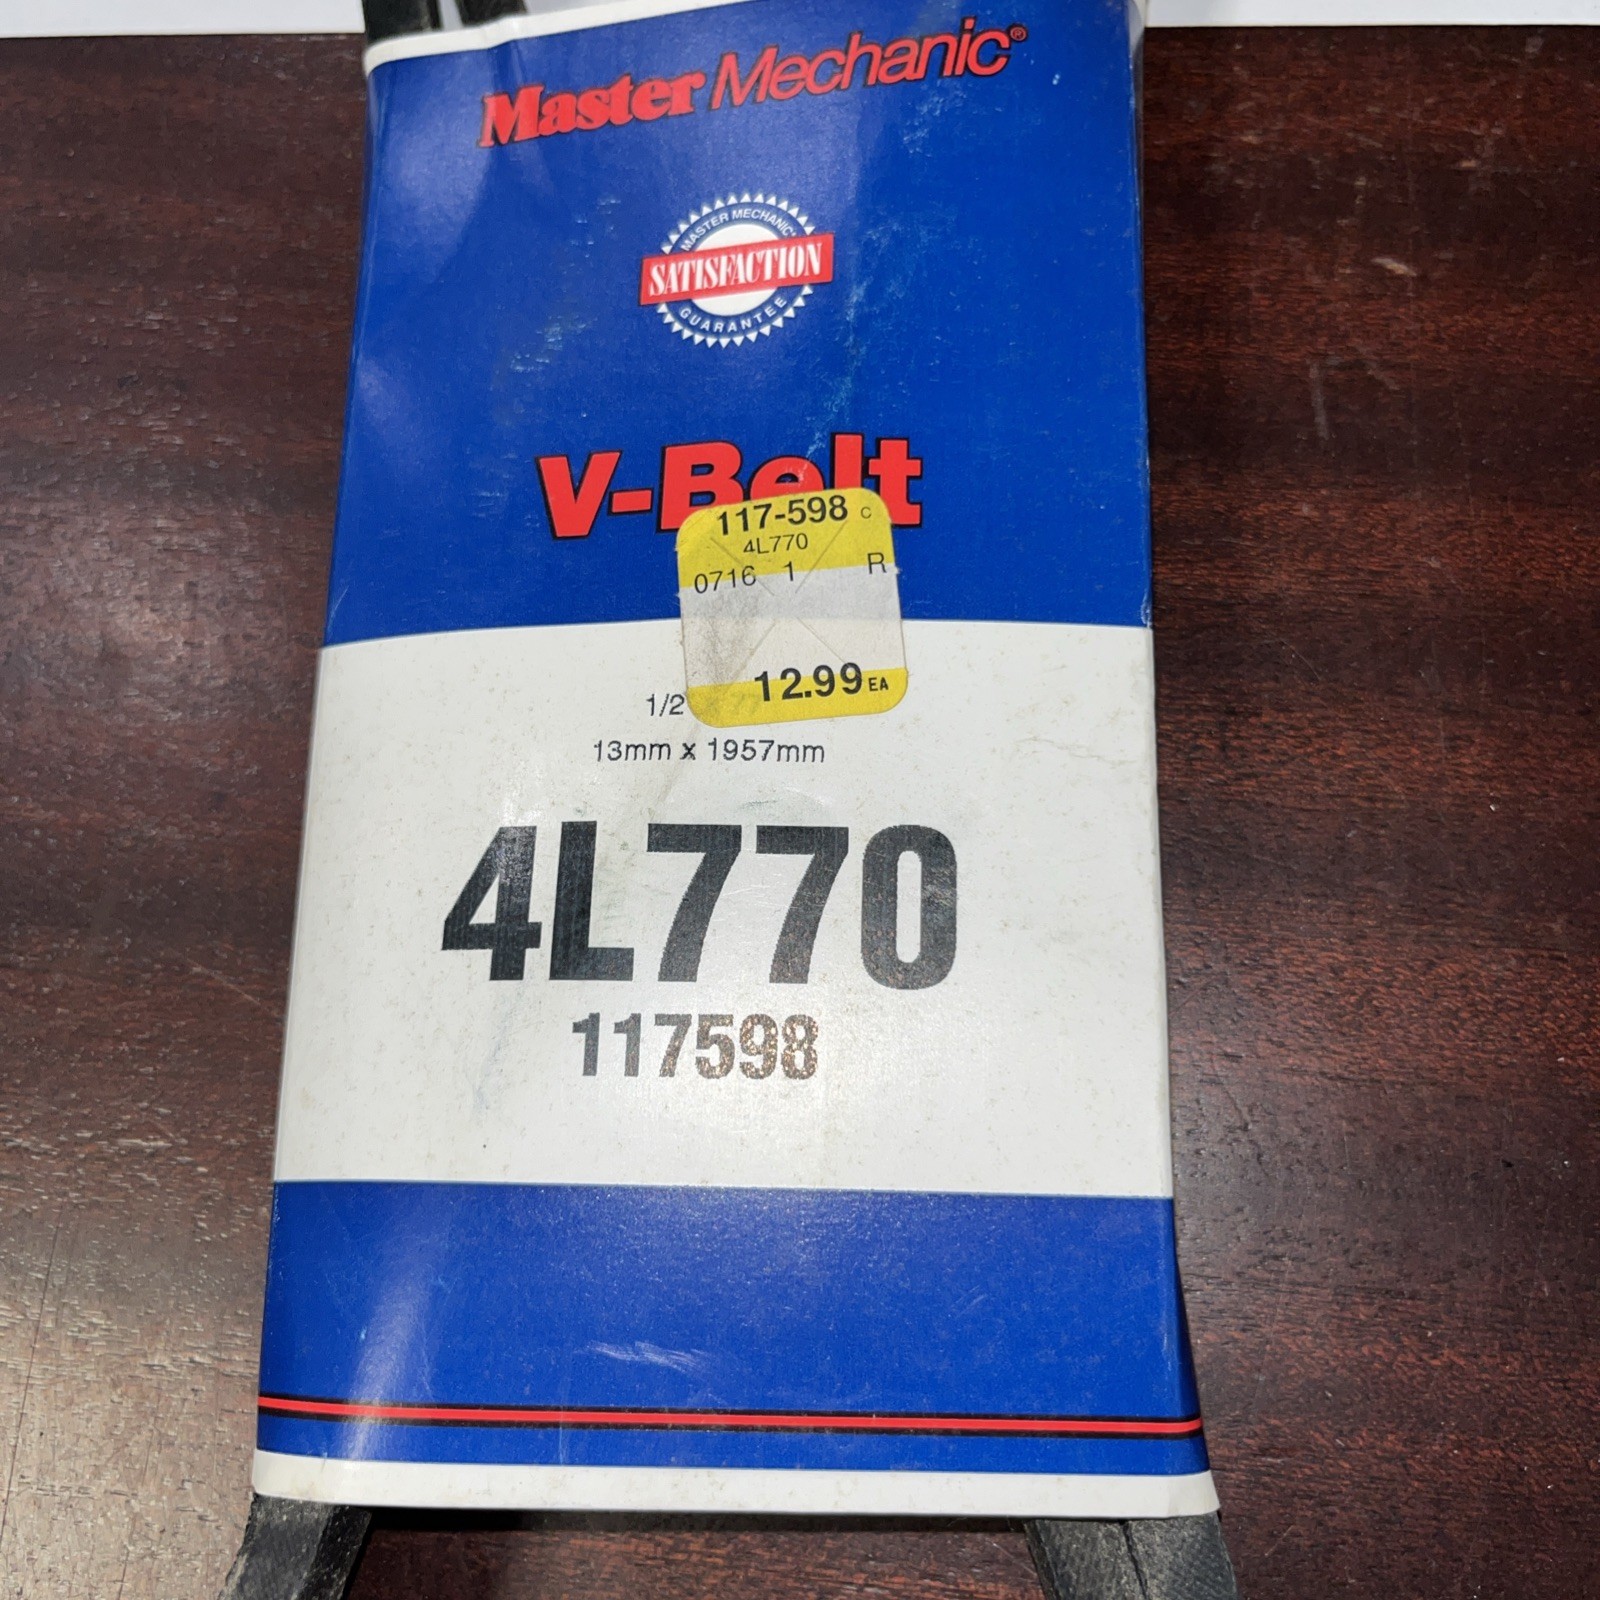 Master Mechanic®
MASTER MECHANIC
SATISFACTION
GUARANTEE
V-Belt
117-598 C
4L770
0716 1 R
12.99 EA
1/2
13mm x 1957mm
4L770
117598